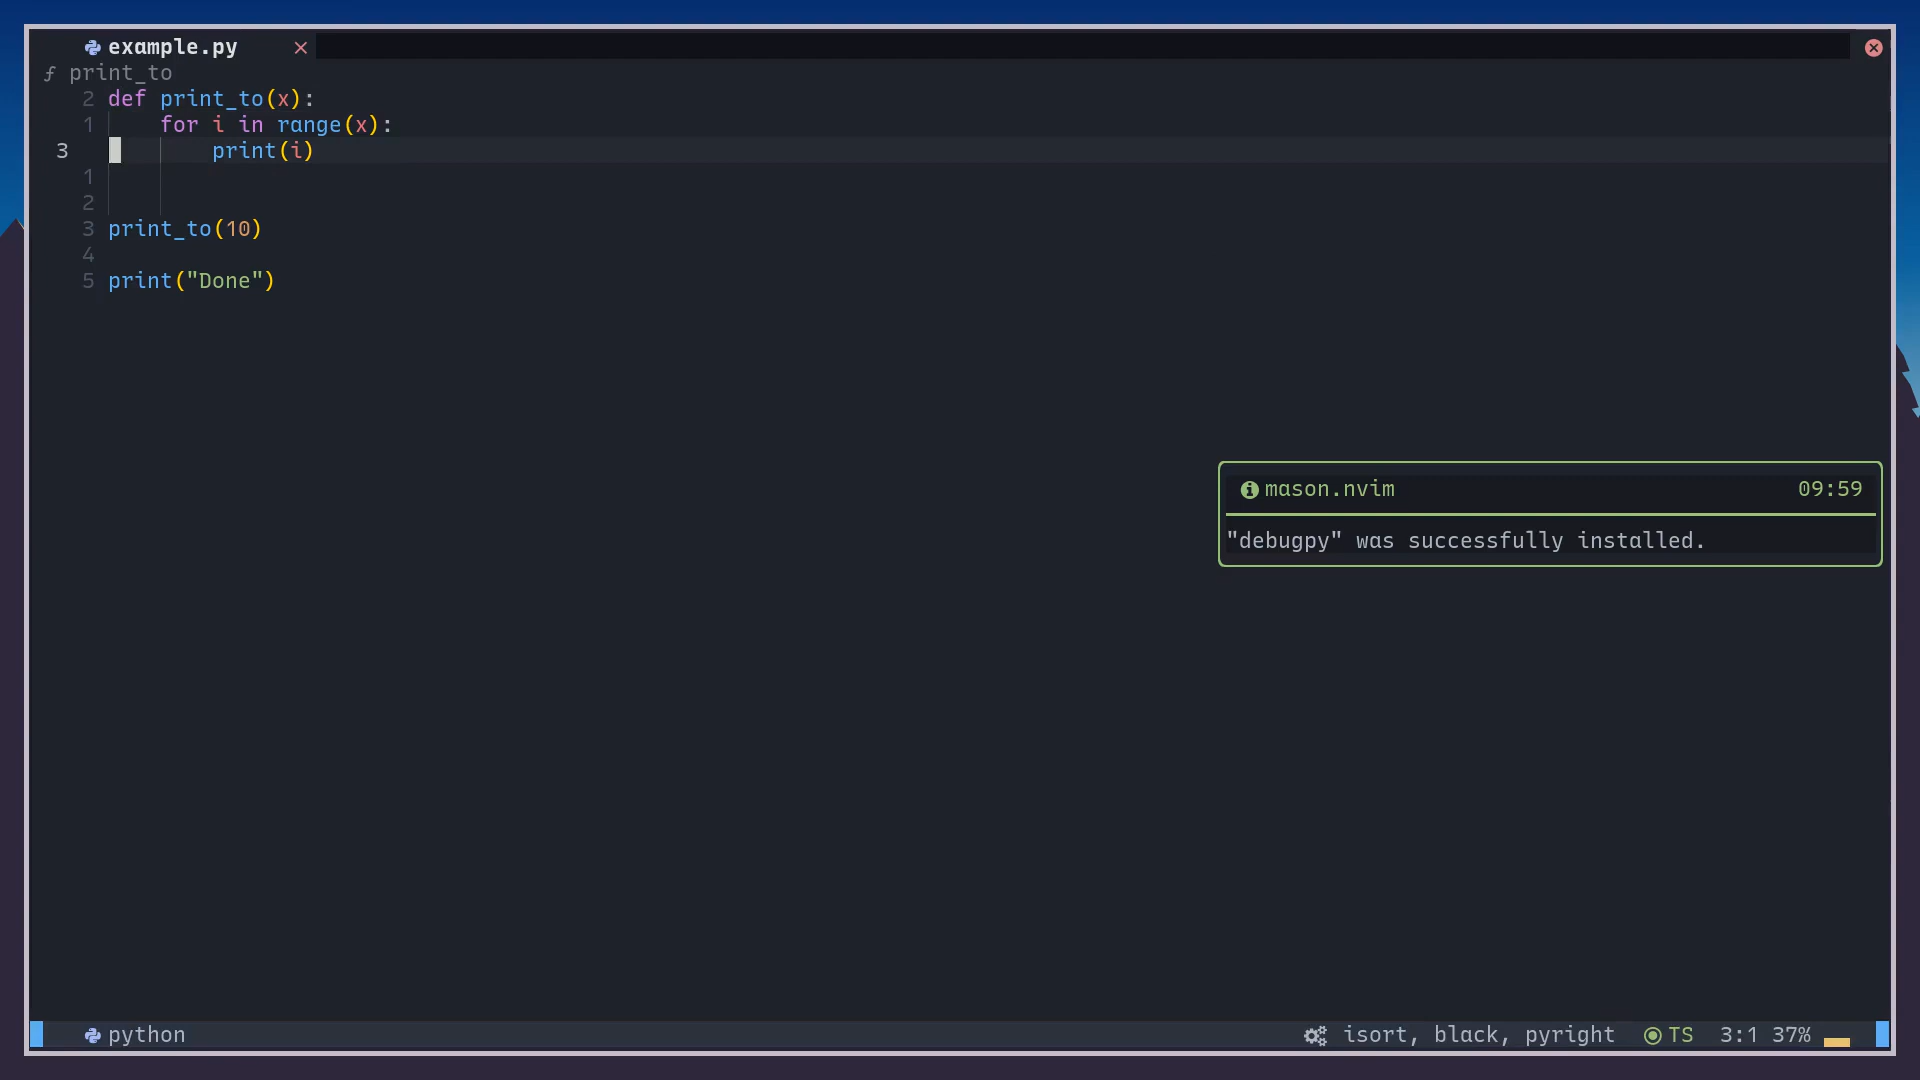 example.py
ƒ print_to
2 def print_to(x):
1     for i in range(x):
3         print(i)
1
2
3 print_to(10)
4
5 print("Done")
mason.nvim 09:59
"debugpy" was successfully installed.
python isort, black, pyright TS 3:1 37%